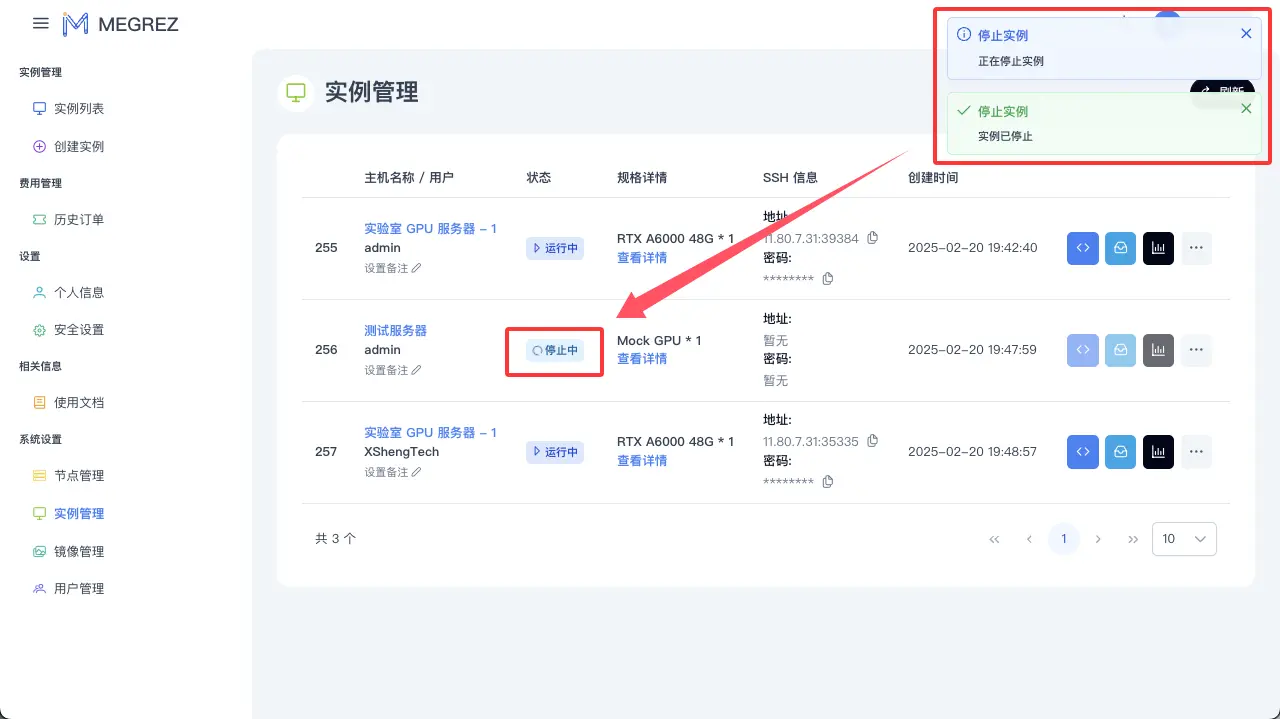 MEGREZ
实例管理
实例列表
创建实例
费用管理
历史订单
设置
个人信息
安全设置
相关信息
使用文档
系统设置
节点管理
实例管理
镜像管理
用户管理
实例管理
停止实例
正在停止实例
刷新
停止实例
实例已停止
主机名称 / 用户 状态 规格详情 SSH 信息 创建时间
255
实验室 GPU 服务器 - 1
admin
设置备注
运行中
RTX A6000 48G * 1
查看详情
地址:
11.80.7.31:39384
密码:
********
2025-02-20 19:42:40
256
测试服务器
admin
设置备注
停止中
Mock GPU * 1
查看详情
地址:
暂无
密码:
暂无
2025-02-20 19:47:59
257
实验室 GPU 服务器 - 1
XShengTech
设置备注
运行中
RTX A6000 48G * 1
查看详情
地址:
11.80.7.31:35335
密码:
********
2025-02-20 19:48:57
共 3 个
1
10